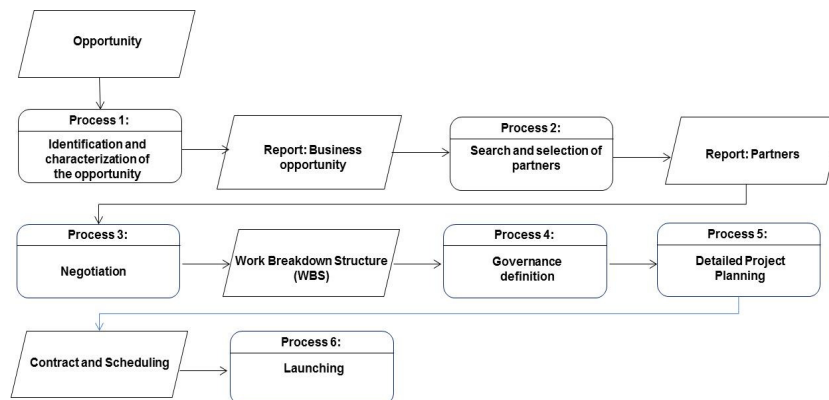 Opportunity
Process 1:
Identification and
characterization of
the opportunity
Report: Business
opportunity
Process 2:
Search and selection of
partners
Report: Partners
Process 3:
Negotiation
Work Breakdown Structure
(WBS)
Process 4:
Governance
definition
Process 5:
Detailed Project
Planning
Contract and Scheduling
Process 6:
Launching